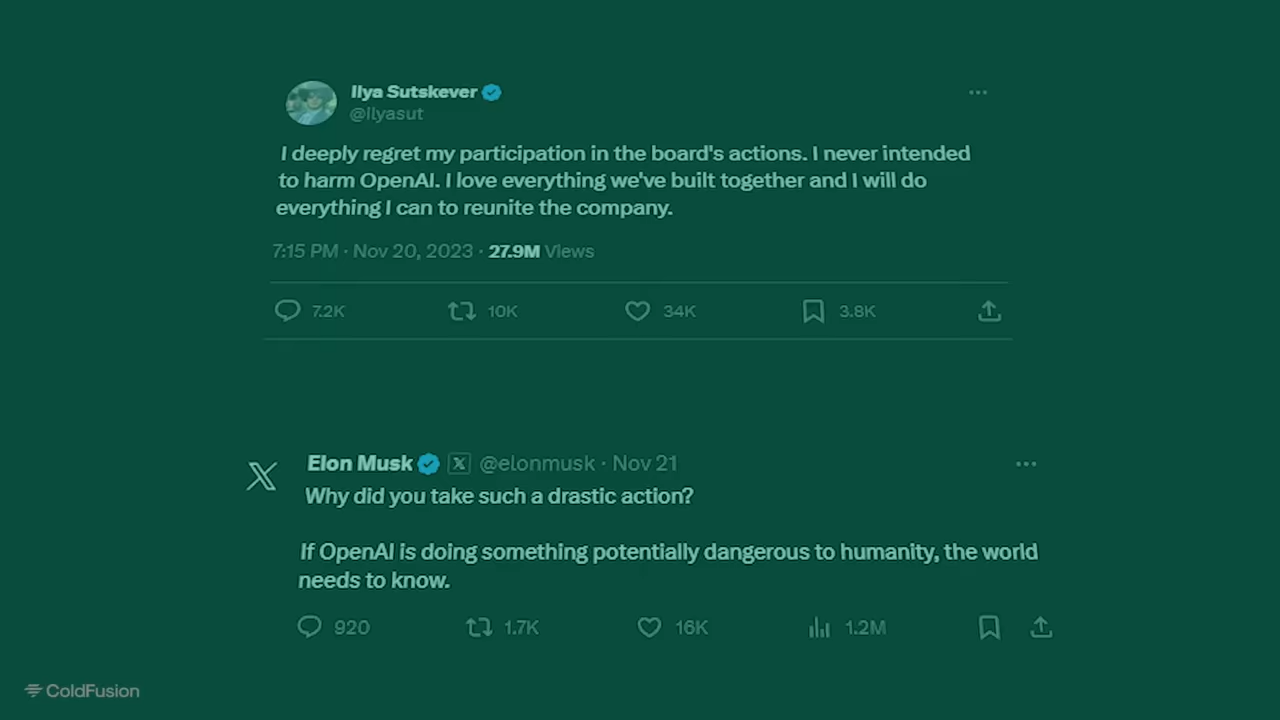 Ilya Sutskever
@ilyasut
I deeply regret my participation in the board's actions. I never intended
to harm OpenAI. I love everything we've built together and I will do
everything I can to reunite the company.
7:15 PM · Nov 20, 2023 · 27.9M Views
7.2K 10K 34K 3.8K
Elon Musk @elonmusk · Nov 21
Why did you take such a drastic action?
If OpenAI is doing something potentially dangerous to humanity, the world
needs to know.
920 1.7K 16K 1.2M
ColdFusion